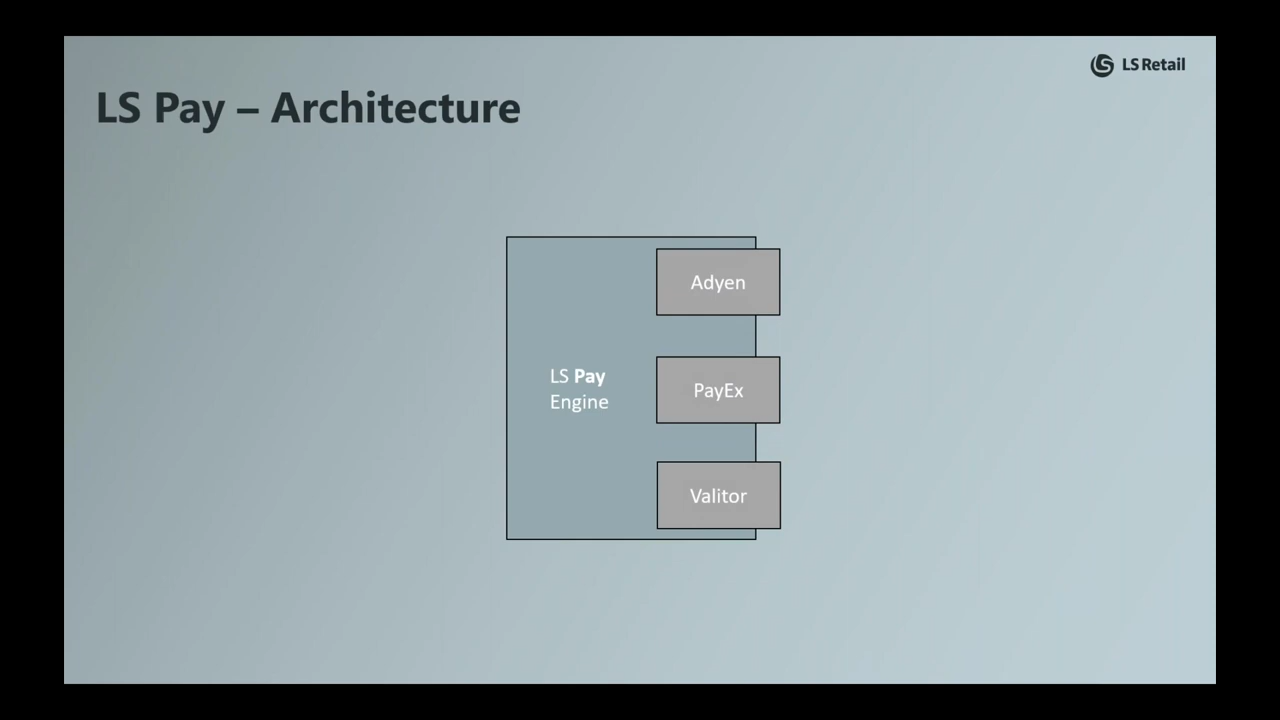 LS Retail
LS Pay – Architecture
Adyen
LS Pay
Engine
PayEx
Valitor